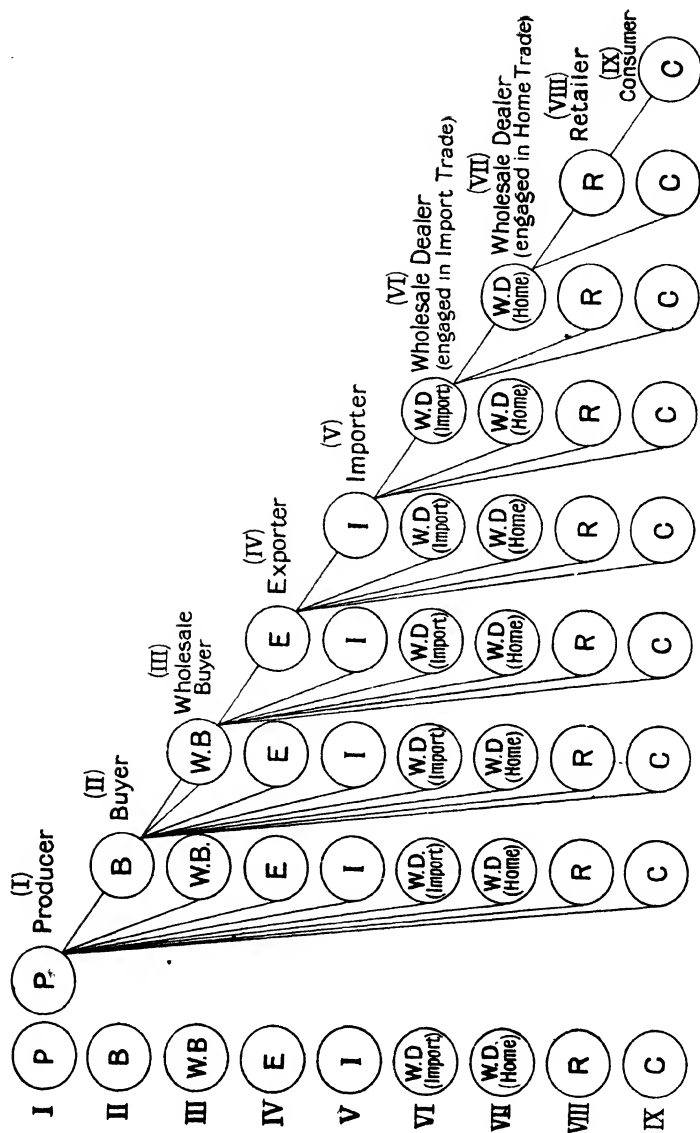 (I)
I P P Producer
(II)
II B B Buyer
(III)
III W.B W.B. W.B Wholesale
Buyer
(IV)
IV E E E E Exporter
(V)
V I I I I I Importer
(VI)
VI W.D W.D. W.D W.D W.D W.D Wholesale Dealer
(Import) (Import) (Import) (Import) (Import) (Import) (engaged in Import Trade)
(VII)
VII W.D. W.D W.D W.D W.D W.D W.D Wholesale Dealer
(Home) (Home) (Home) (Home) (Home) (Home) (Home) (engaged in Home Trade)
(VIII)
VIII R R R R R R R R Retailer
(IX)
Consumer
IX C C C C C C C C C